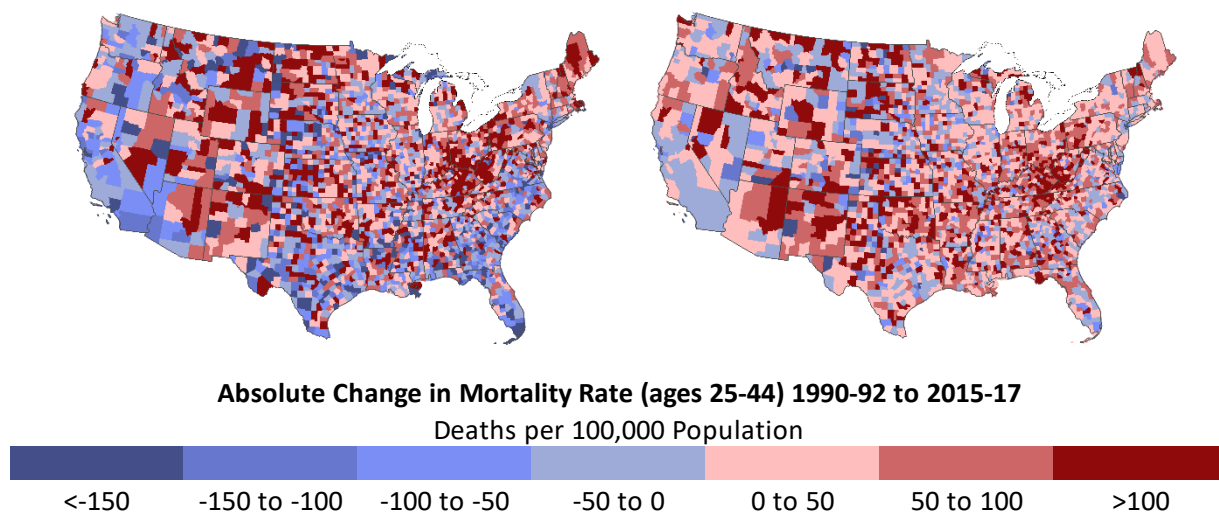 Absolute Change in Mortality Rate (ages 25-44) 1990-92 to 2015-17
Deaths per 100,000 Population
<-150 -150 to -100 -100 to -50 -50 to 0 0 to 50 50 to 100 >100